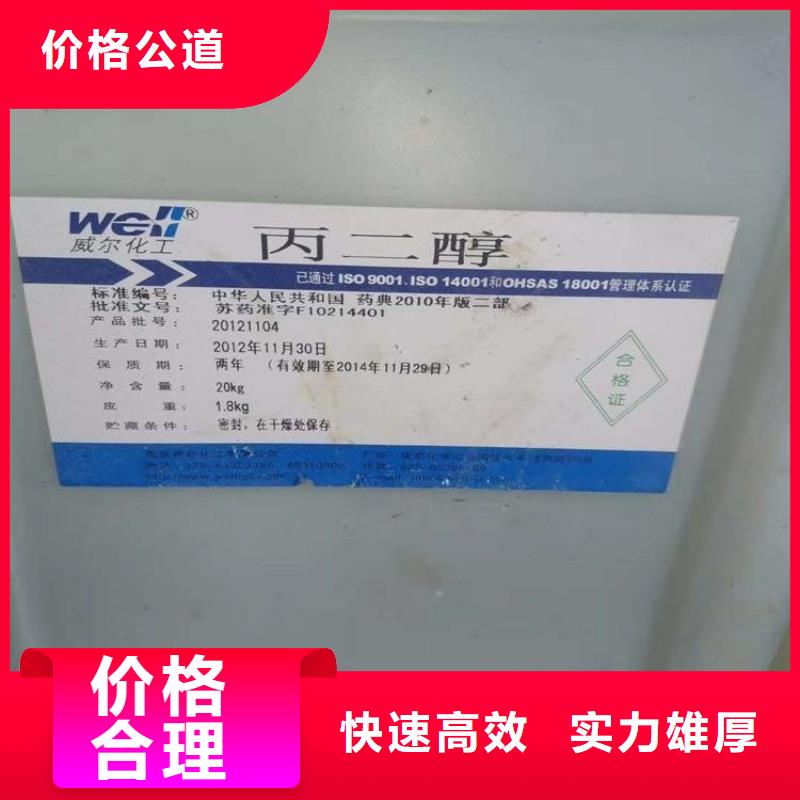 价格公道
well®
威尔化工
丙二醇
已通过 ISO 9001、ISO 14001和OHSAS 18001管理体系认证
标准编号： 中华人民共和国 药典2010年版二部
批准文号： 苏药准字F10214401
产品批号： 20121104
生产日期： 2012年11月30日
保质期： 两年 （有效期至2014年11月29日）
净含量： 20kg
皮重： 1.8kg
贮藏条件： 密封，在干燥处保存
合格证
价格
合理
快速高效 实力雄厚